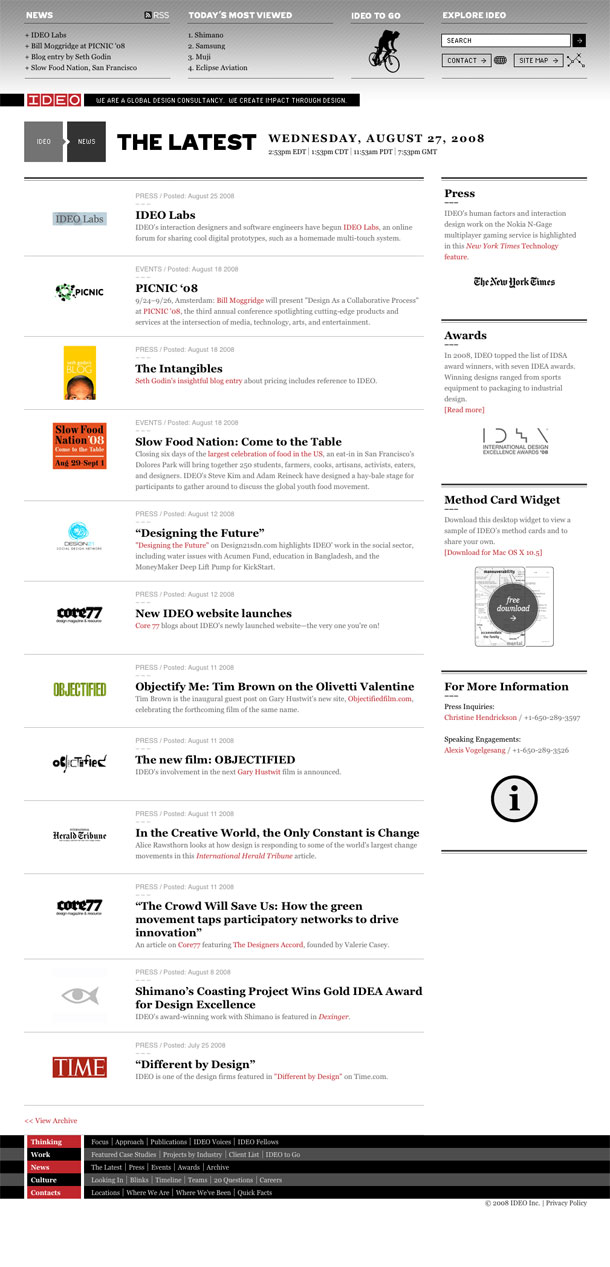 NEWS
RSS
+ IDEO Labs
+ Bill Moggridge at PICNIC '08
+ Blog entry by Seth Godin
+ Slow Food Nation, San Francisco
TODAY'S MOST VIEWED
1. Shimano
2. Samsung
3. Muji
4. Eclipse Aviation
IDEO TO GO
EXPLORE IDEO
SEARCH
CONTACT
SITE MAP
IDEO
WE ARE A GLOBAL DESIGN CONSULTANCY. WE CREATE IMPACT THROUGH DESIGN.
IDEO
NEWS
THE LATEST
WEDNESDAY, AUGUST 27, 2008
2:53pm EDT | 1:53pm CDT | 11:53am PDT | 7:53pm GMT
PRESS / Posted: August 25 2008
IDEO Labs
IDEO Labs
IDEO's interaction designers and software engineers have begun IDEO Labs, an online
forum for sharing cool digital prototypes, such as a homemade multi-touch system.
EVENTS / Posted: August 18 2008
PICNIC
PICNIC '08
9/24–9/26, Amsterdam: Bill Moggridge will present "Design As a Collaborative Process"
at PICNIC '08, the third annual conference spotlighting cutting-edge products and
services at the intersection of media, technology, arts, and entertainment.
PRESS / Posted: August 18 2008
seth godin's
BLOG
The Intangibles
Seth Godin's insightful blog entry about pricing includes reference to IDEO.
EVENTS / Posted: August 18 2008
Slow Food
Nation '08
Come to the Table
Aug 29-Sept 1
Slow Food Nation: Come to the Table
Closing six days of the largest celebration of food in the US, an eat-in in San Francisco's
Dolores Park will bring together 250 students, farmers, cooks, artisans, activists, eaters,
and designers. IDEO's Steve Kim and Adam Reineck have designed a hay-bale stage for
participants to gather around to discuss the global youth food movement.
PRESS / Posted: August 12 2008
DESIGN21
SOCIAL DESIGN NETWORK
“Designing the Future”
"Designing the Future" on Design21sdn.com highlights IDEO' work in the social sector,
including water issues with Acumen Fund, education in Bangladesh, and the
MoneyMaker Deep Lift Pump for KickStart.
PRESS / Posted: August 12 2008
core77
design magazine & resource
New IDEO website launches
Core 77 blogs about IDEO's newly launched website—the very one you're on!
PRESS / Posted: August 11 2008
OBJECTIFIED
Objectify Me: Tim Brown on the Olivetti Valentine
Tim Brown is the inaugural guest post on Gary Hustwit's new site, Objectifiedfilm.com,
celebrating the forthcoming film of the same name.
PRESS / Posted: August 11 2008
objectified
The new film: OBJECTIFIED
IDEO's involvement in the next Gary Hustwit film is announced.
PRESS / Posted: August 11 2008
INTERNATIONAL
Herald Tribune
In the Creative World, the Only Constant is Change
Alice Rawsthorn looks at how design is responding to some of the world's largest change
movements in this International Herald Tribune article.
PRESS / Posted: August 11 2008
core77
design magazine & resource
“The Crowd Will Save Us: How the green
movement taps participatory networks to drive
innovation”
An article on Core77 featuring The Designers Accord, founded by Valerie Casey.
PRESS / Posted: August 8 2008
Shimano's Coasting Project Wins Gold IDEA Award
for Design Excellence
IDEO's award-winning work with Shimano is featured in Dexinger.
PRESS / Posted: July 25 2008
TIME
“Different by Design”
IDEO is one of the design firms featured in "Different by Design" on Time.com.
<< View Archive
Press
IDEO's human factors and interaction
design work on the Nokia N-Gage
multiplayer gaming service is highlighted
in this New York Times Technology
feature.
The New York Times
Awards
In 2008, IDEO topped the list of IDSA
award winners, with seven IDEA awards.
Winning designs ranged from sports
equipment to packaging to industrial
design.
[Read more]
INTERNATIONAL DESIGN
EXCELLENCE AWARDS '08
Method Card Widget
Download this desktop widget to view a
sample of IDEO's method cards and to
share your own.
[Download for Mac OS X 10.5]
maneuverability
free
download
accommodate
the family
mental
For More Information
Press Inquiries:
Christine Hendrickson / +1-650-289-3597
Speaking Engagements:
Alexis Vogelgesang / +1-650-289-3526
i
Thinking
Focus | Approach | Publications | IDEO Voices | IDEO Fellows
Work
Featured Case Studies | Projects by Industry | Client List | IDEO to Go
News
The Latest | Press | Events | Awards | Archive
Culture
Looking In | Blinks | Timeline | Teams | 20 Questions | Careers
Contacts
Locations | Where We Are | Where We've Been | Quick Facts
© 2008 IDEO Inc. | Privacy Policy